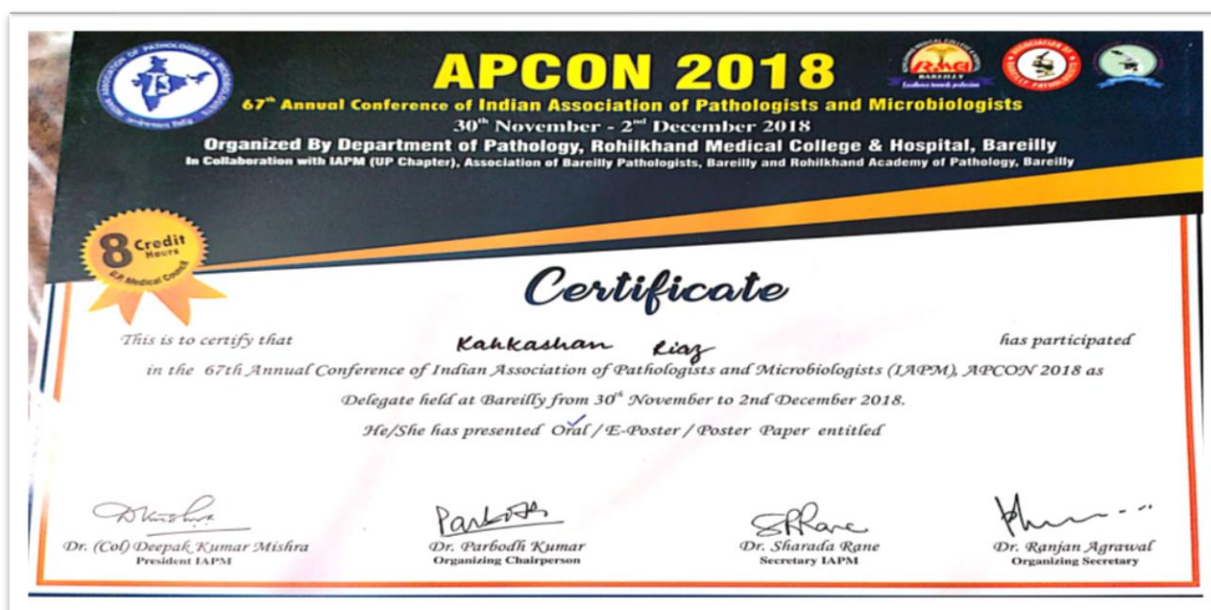 APCON 2018
67th Annual Conference of Indian Association of Pathologists and Microbiologists
30th November - 2nd December 2018
Organized By Department of Pathology, Rohilkhand Medical College & Hospital, Bareilly
In Collaboration with IAPM (UP Chapter), Association of Bareilly Pathologists, Bareilly and Rohilkhand Academy of Pathology, Bareilly
BAREILLY
8 Credit
Hours
U.P. Medical Council
Certificate
This is to certify that Kahkashan Riaz has participated
in the 67th Annual Conference of Indian Association of Pathologists and Microbiologists (IAPM), APCON 2018 as
Delegate held at Bareilly from 30th November to 2nd December 2018.
He/She has presented Oral / E-Poster / Poster Paper entitled
Dr. (Col) Deepak Kumar Mishra
President IAPM
Dr. Parbodh Kumar
Organizing Chairperson
Dr. Sharada Rane
Secretary IAPM
Dr. Ranjan Agrawal
Organizing Secretary